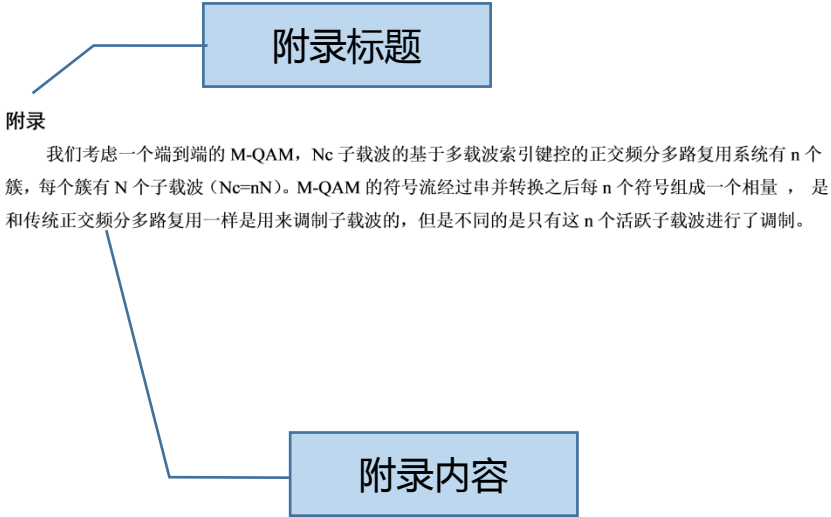 附录标题
附录
我们考虑一个端到端的 M-QAM，Nc 子载波的基于多载波索引键控的正交频分多路复用系统有 n 个
簇，每个簇有 N 个子载波（Nc=nN）。M-QAM 的符号流经过串并转换之后每 n 个符号组成一个相量 ， 是
和传统正交频分多路复用一样是用来调制子载波的，但是不同的是只有这 n 个活跃子载波进行了调制。
附录内容